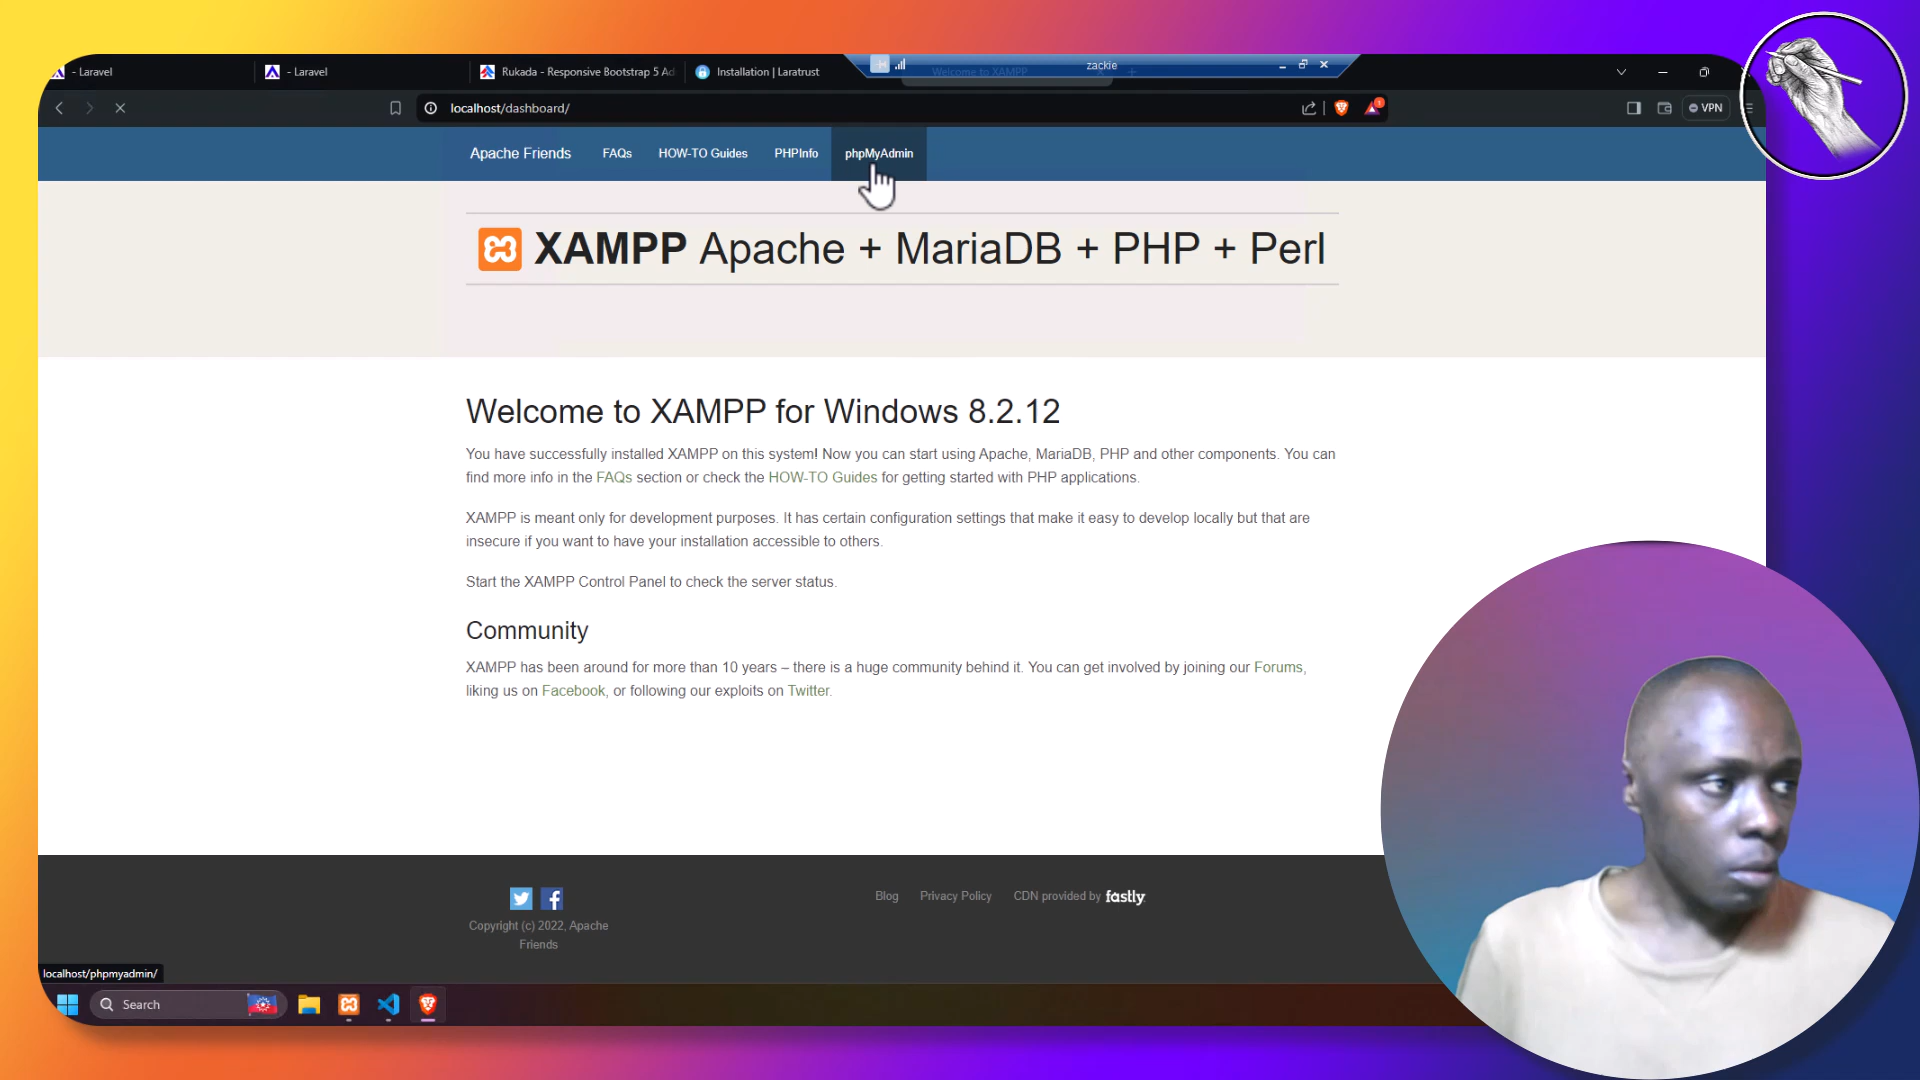 - Laravel
- Laravel
Rukada - Responsive Bootstrap 5 Ad
Installation | Laratrust
Welcome to XAMPP
zackie
localhost/dashboard/
VPN
Apache Friends
FAQs
HOW-TO Guides
PHPInfo
phpMyAdmin
XAMPP Apache + MariaDB + PHP + Perl
Welcome to XAMPP for Windows 8.2.12
You have successfully installed XAMPP on this system! Now you can start using Apache, MariaDB, PHP and other components. You can
find more info in the FAQs section or check the HOW-TO Guides for getting started with PHP applications.
XAMPP is meant only for development purposes. It has certain configuration settings that make it easy to develop locally but that are
insecure if you want to have your installation accessible to others.
Start the XAMPP Control Panel to check the server status.
Community
XAMPP has been around for more than 10 years – there is a huge community behind it. You can get involved by joining our Forums,
liking us on Facebook, or following our exploits on Twitter.
Blog
Privacy Policy
CDN provided by fastly
Copyright (c) 2022, Apache
Friends
localhost/phpmyadmin/
Search